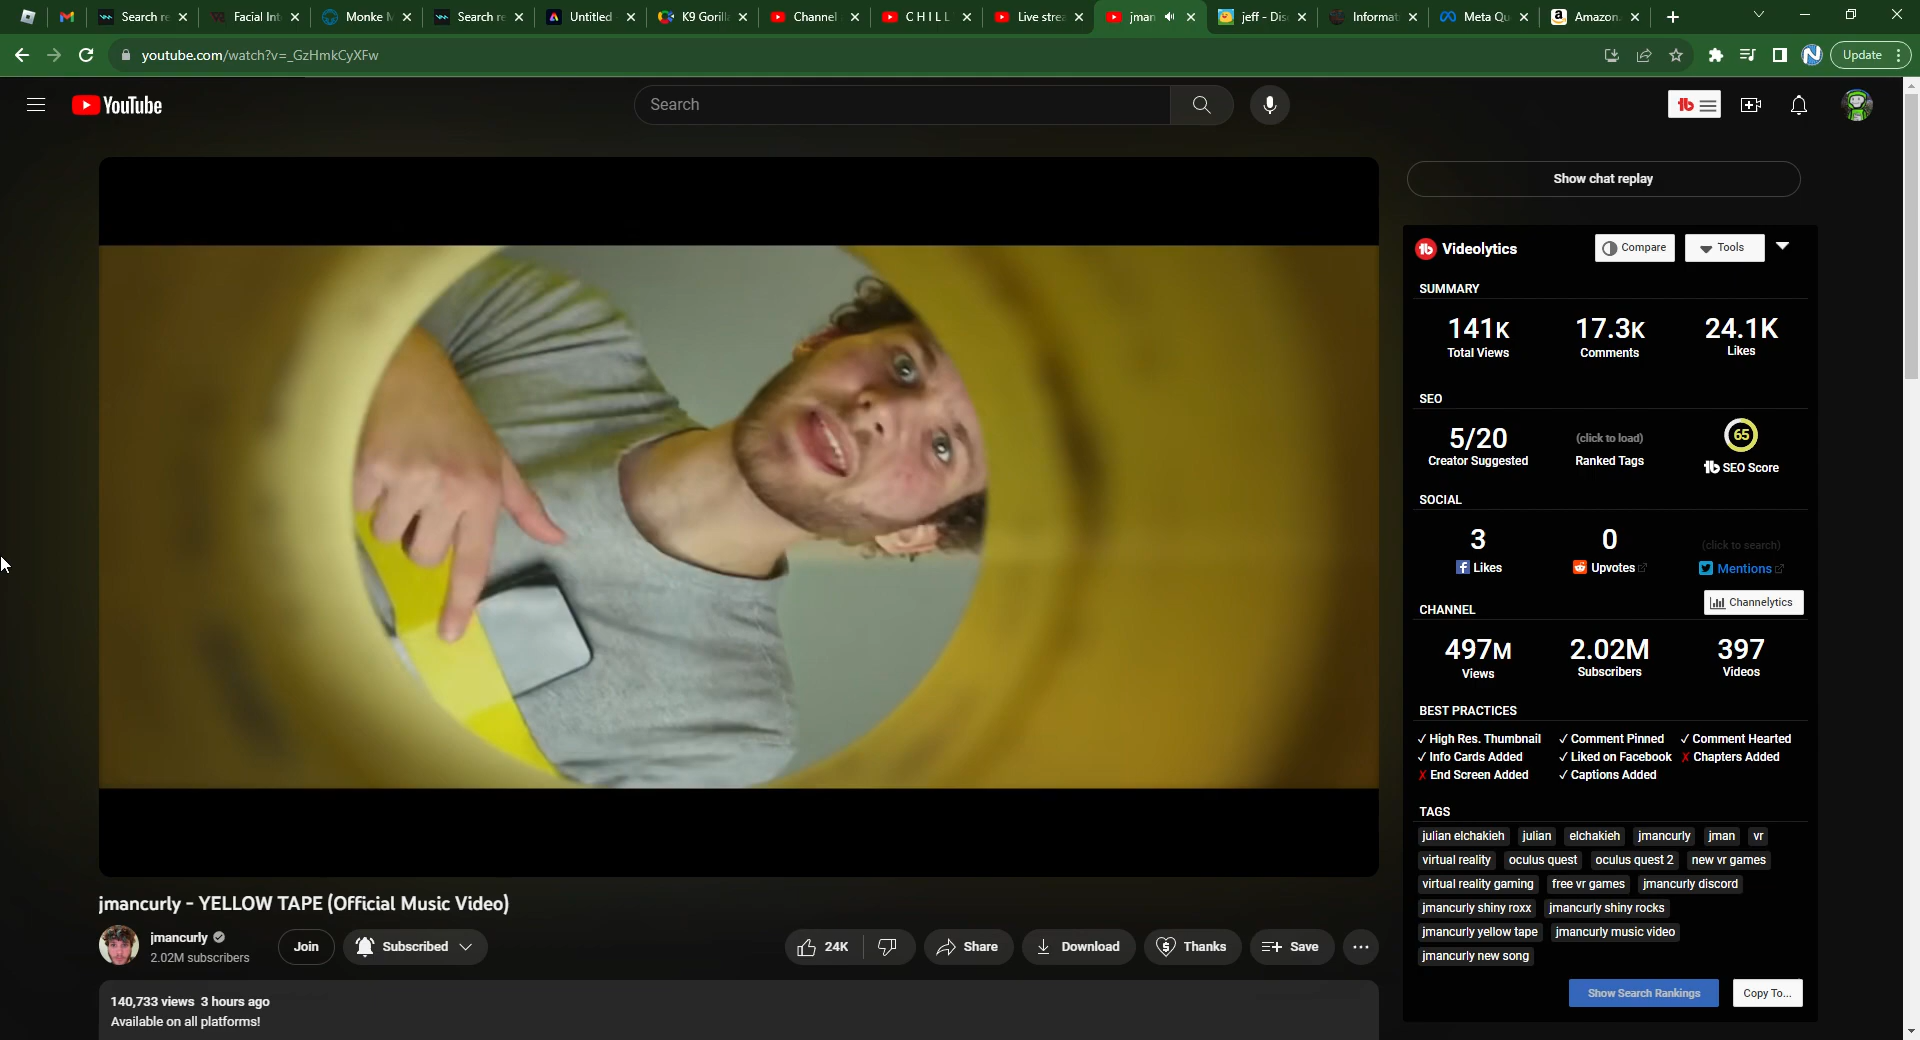 Search re
Facial Int
Monke M
Search re
Untitled
K9 Gorilla
Channel
C H I L L
Live strea
jman
jeff - Dis
Informat
Meta Qu
Amazon.
youtube.com/watch?v=_GzHmkCyXFw
Update
YouTube
Search
Show chat replay
Videolytics
Compare
Tools
SUMMARY
141K 17.3K 24.1K
Total Views Comments Likes
SEO
5/20 (click to load) 65
Creator Suggested Ranked Tags tb SEO Score
SOCIAL
3 0 (click to search)
Likes Upvotes Mentions
Channelytics
CHANNEL
497M 2.02M 397
Views Subscribers Videos
BEST PRACTICES
✓ High Res. Thumbnail ✓ Comment Pinned ✓ Comment Hearted
✓ Info Cards Added ✓ Liked on Facebook ✗ Chapters Added
✗ End Screen Added ✓ Captions Added
TAGS
julian elchakieh julian elchakieh jmancurly jman vr
virtual reality oculus quest oculus quest 2 new vr games
virtual reality gaming free vr games jmancurly discord
jmancurly shiny roxx jmancurly shiny rocks
jmancurly yellow tape jmancurly music video
jmancurly new song
Show Search Rankings Copy To...
jmancurly - YELLOW TAPE (Official Music Video)
jmancurly
2.02M subscribers
Join
Subscribed
24K
Share
Download
Thanks
Save
140,733 views 3 hours ago
Available on all platforms!